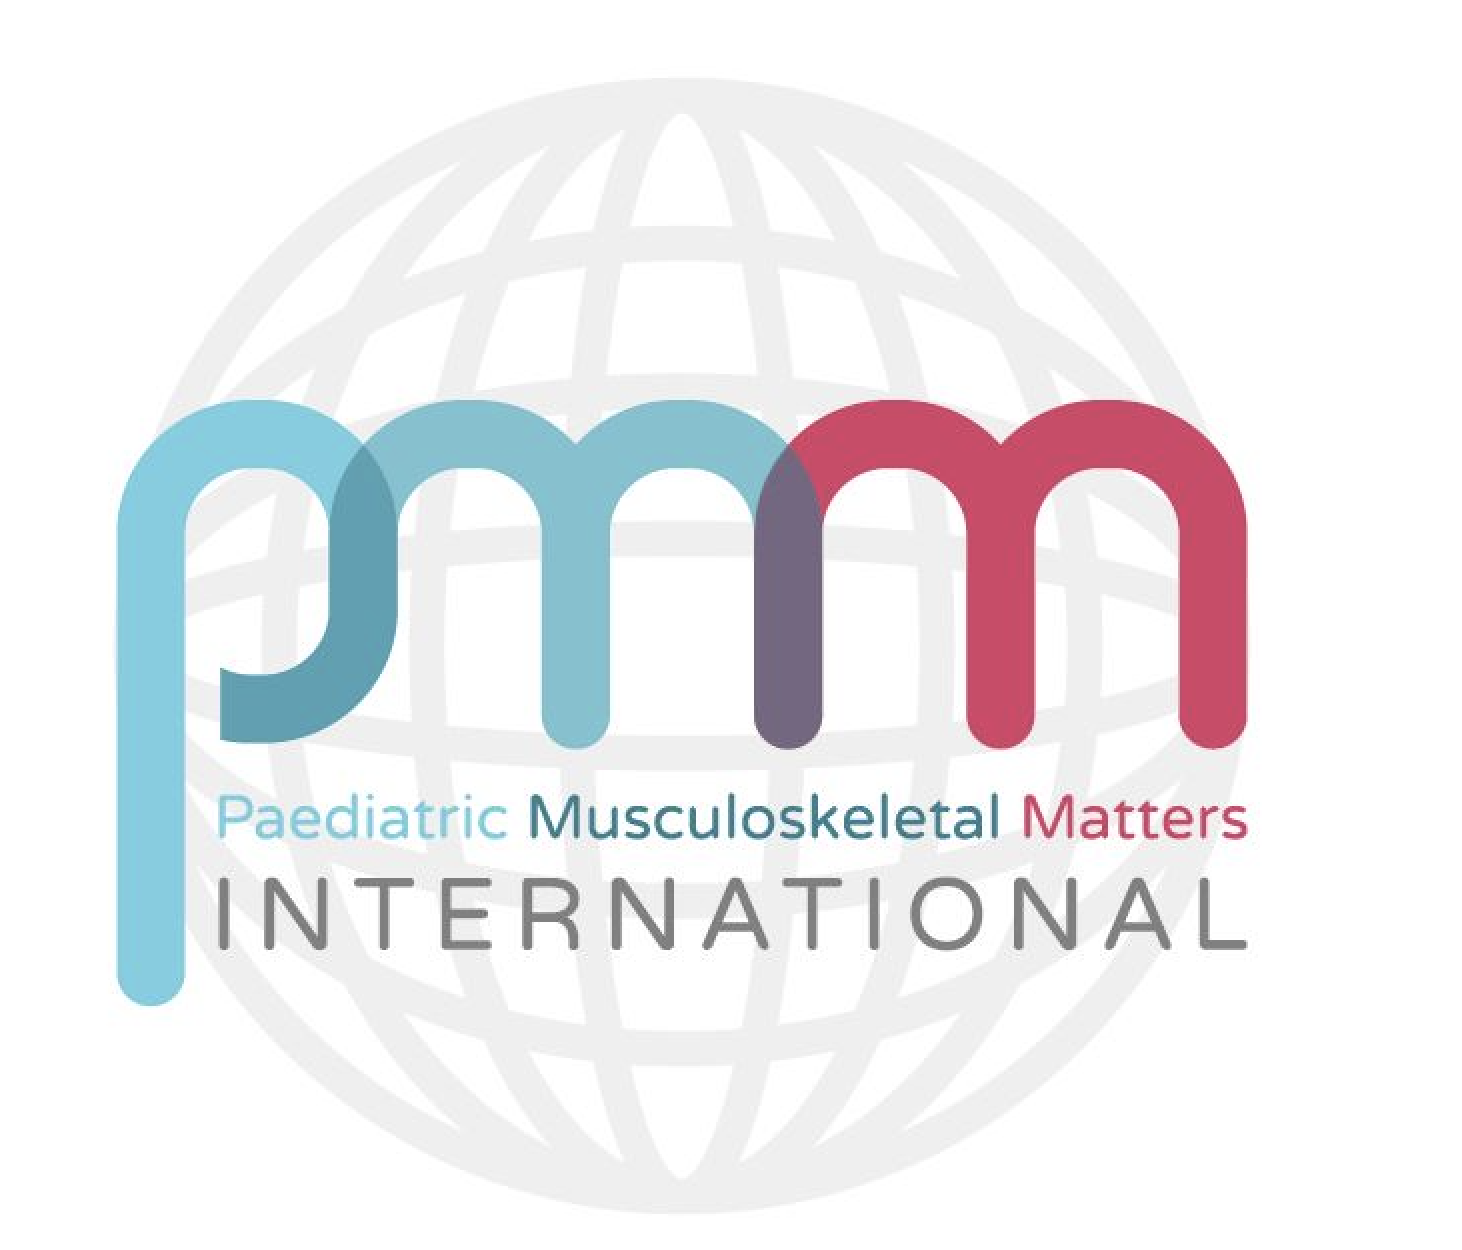 pmm
Paediatric Musculoskeletal Matters
INTERNATIONAL